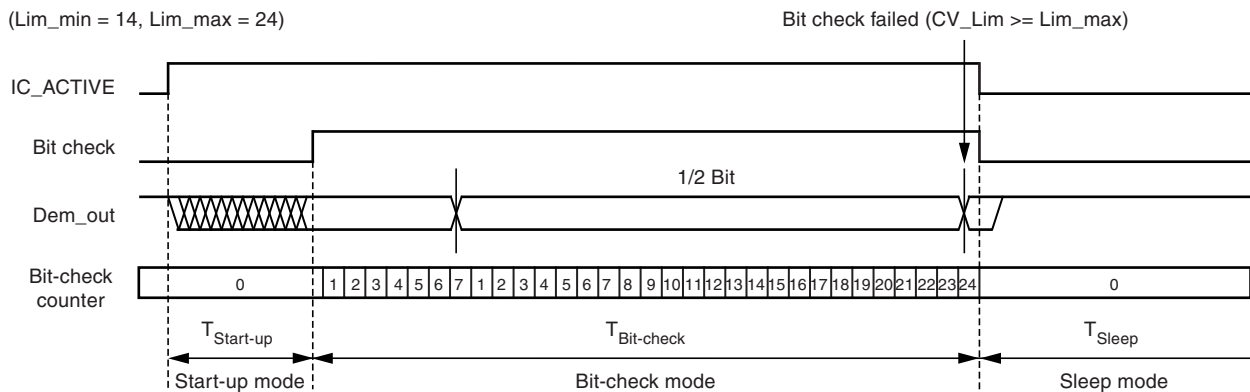 (Lim_min = 14, Lim_max = 24)
Bit check failed (CV_Lim >= Lim_max)
IC_ACTIVE
Bit check
1/2 Bit
Dem_out
Bit-check counter
0 1 2 3 4 5 6 7 1 2 3 4 5 6 7 8 9 10 11 12 13 14 15 16 17 18 19 20 21 22 23 24 0
TStart-up
TBit-check
TSleep
Start-up mode
Bit-check mode
Sleep mode